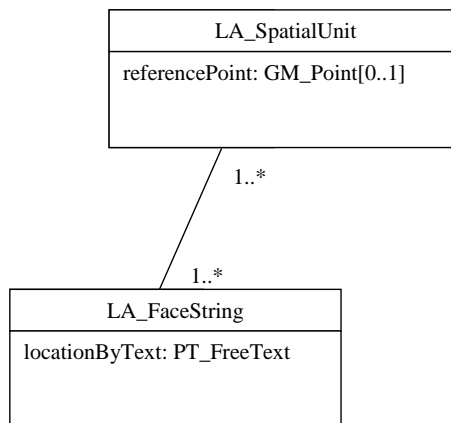 LA_SpatialUnit
referencePoint: GM_Point[0..1]
1..*
1..*
LA_FaceString
locationByText: PT_FreeText